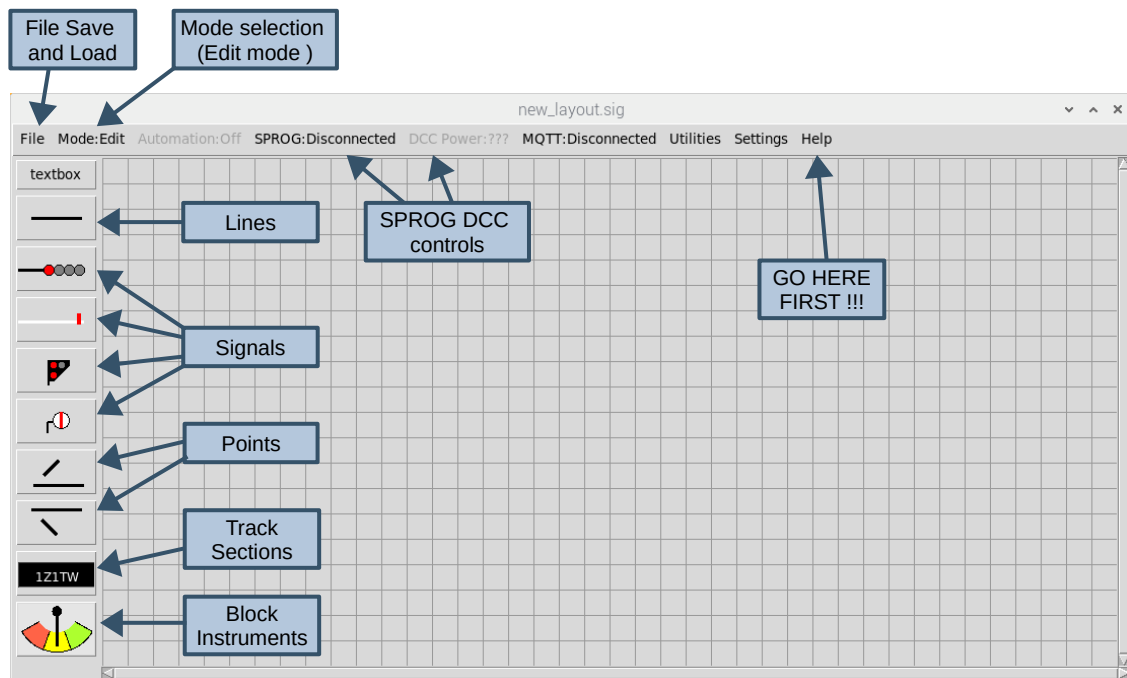 File Save
and Load
Mode selection
(Edit mode )
new_layout.sig
File Mode:Edit Automation:Off SPROG:Disconnected DCC Power:??? MQTT:Disconnected Utilities Settings Help
textbox
Lines
SPROG DCC
controls
GO HERE
FIRST !!!
Signals
Points
Track
Sections
1Z1TW
Block
Instruments